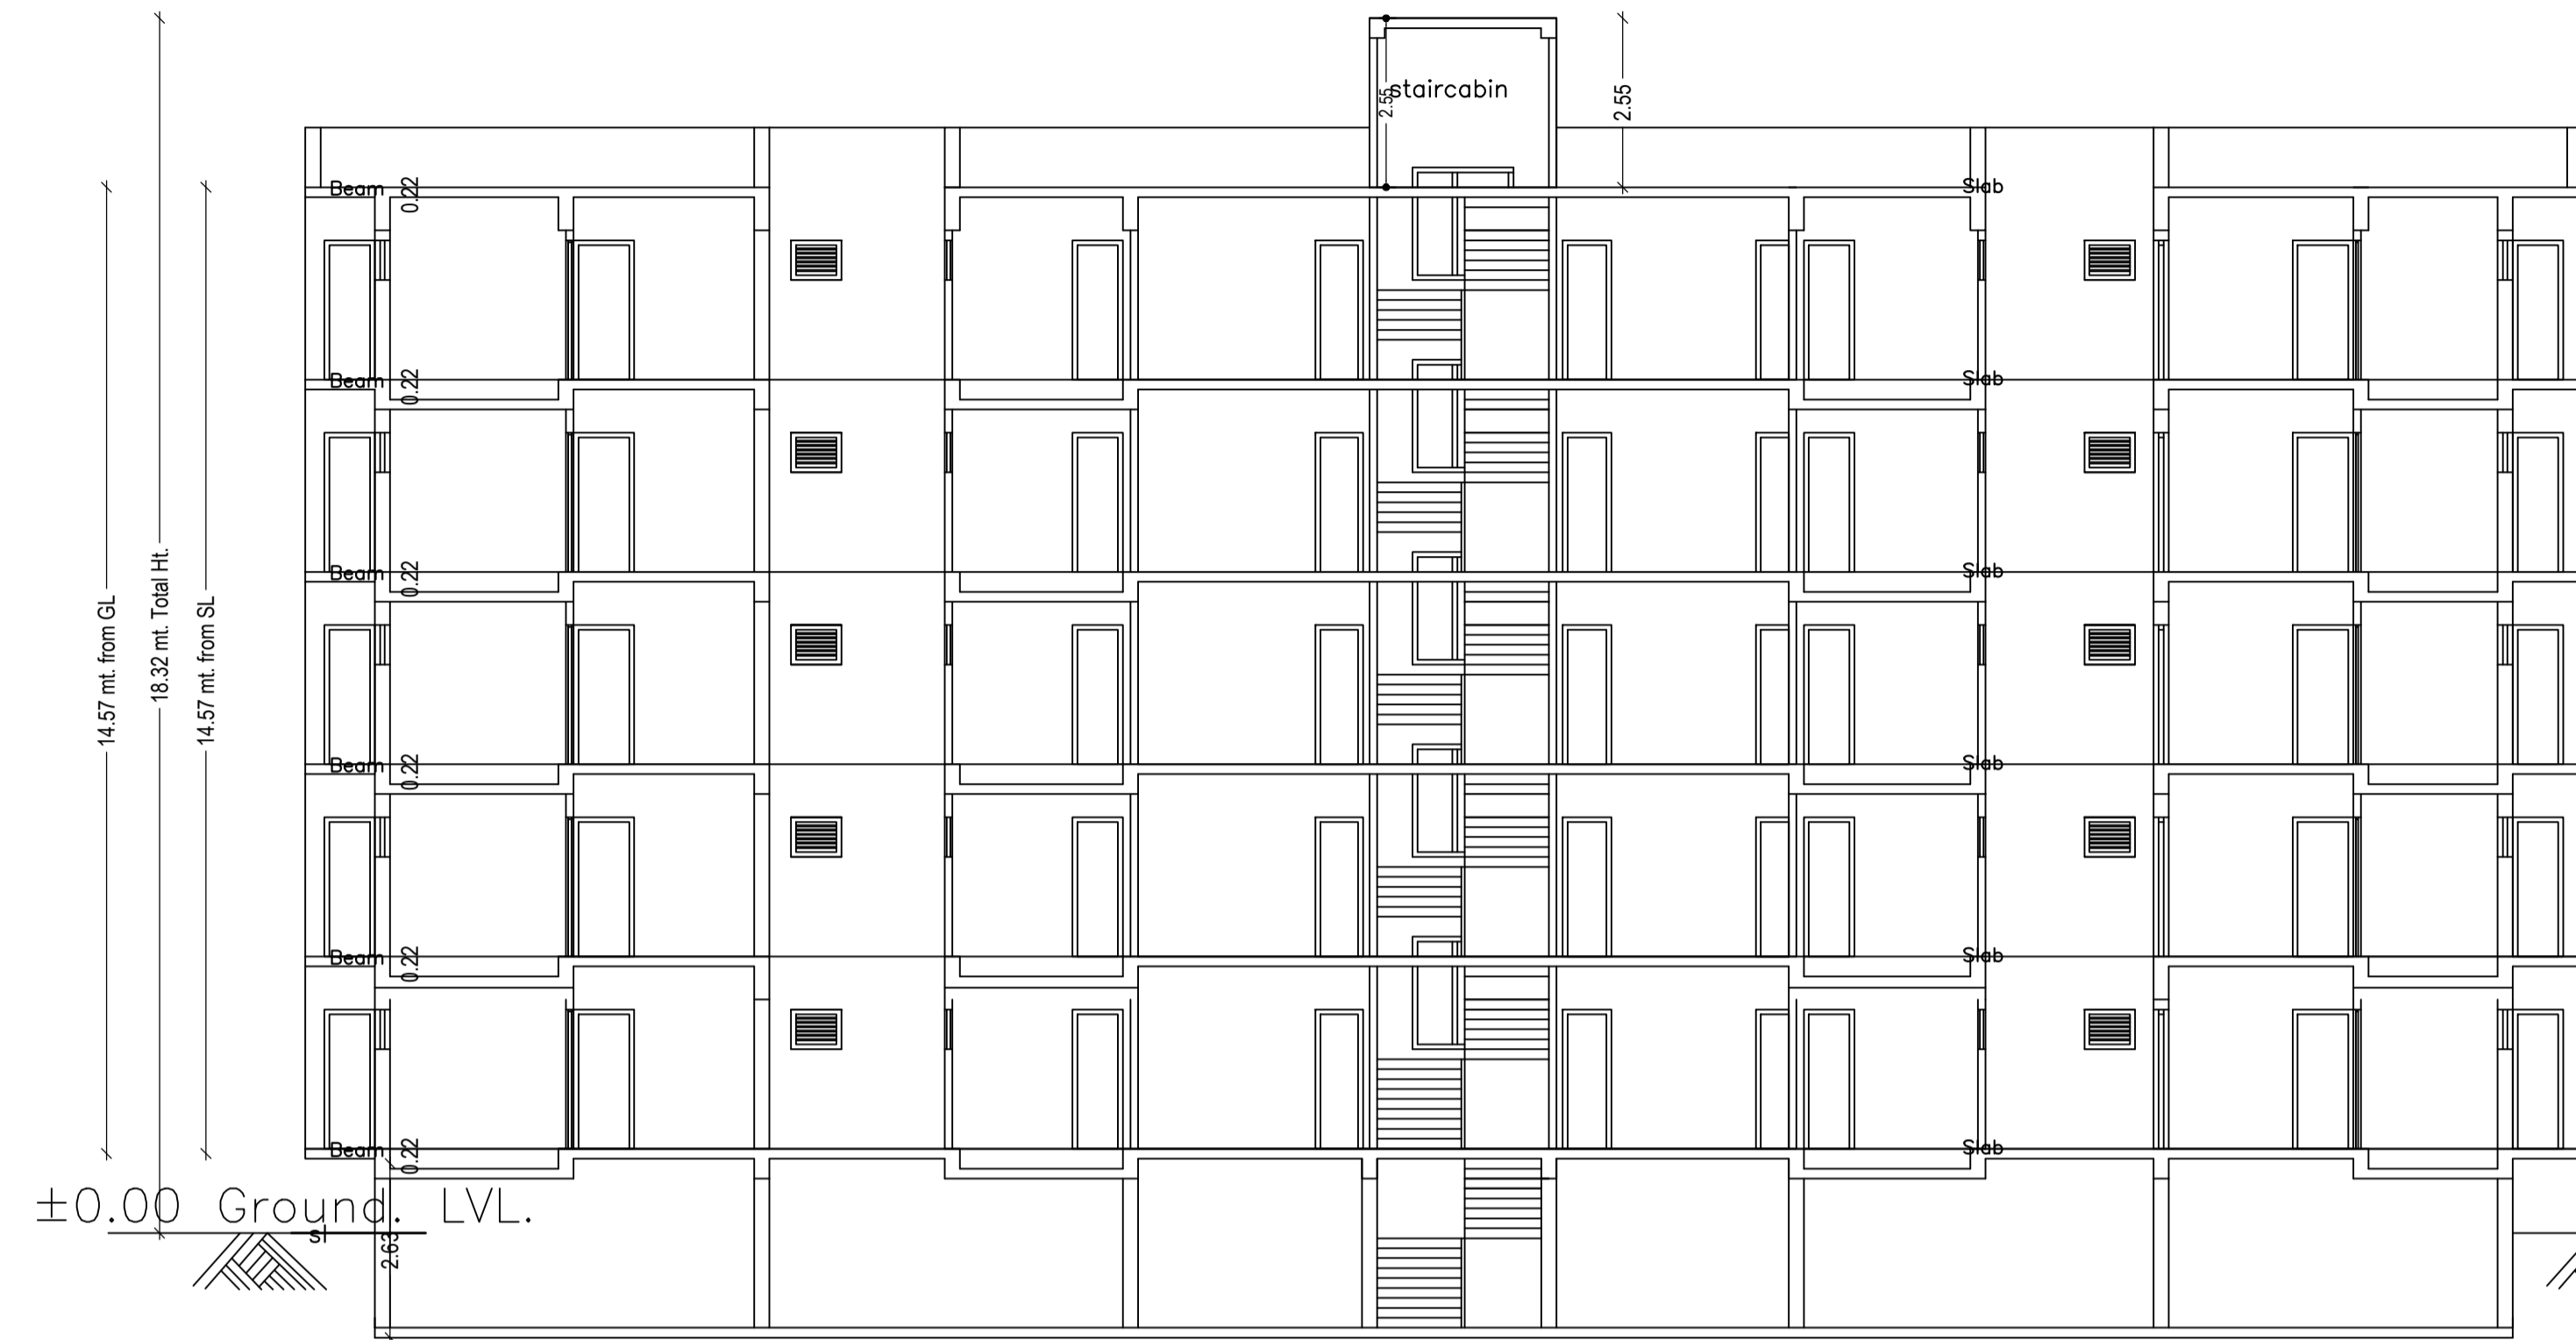 staircabin
2.55
2.55
Beam
0.22
Slab
Beam
0.22
Slab
Beam
0.22
Slab
14.57 mt. from GL
18.32 mt. Total Ht.
14.57 mt. from SL
Beam
0.22
Slab
Beam
0.22
Slab
Beam
0.22
Slab
±0.00 Ground. LVL.
sl
2.63